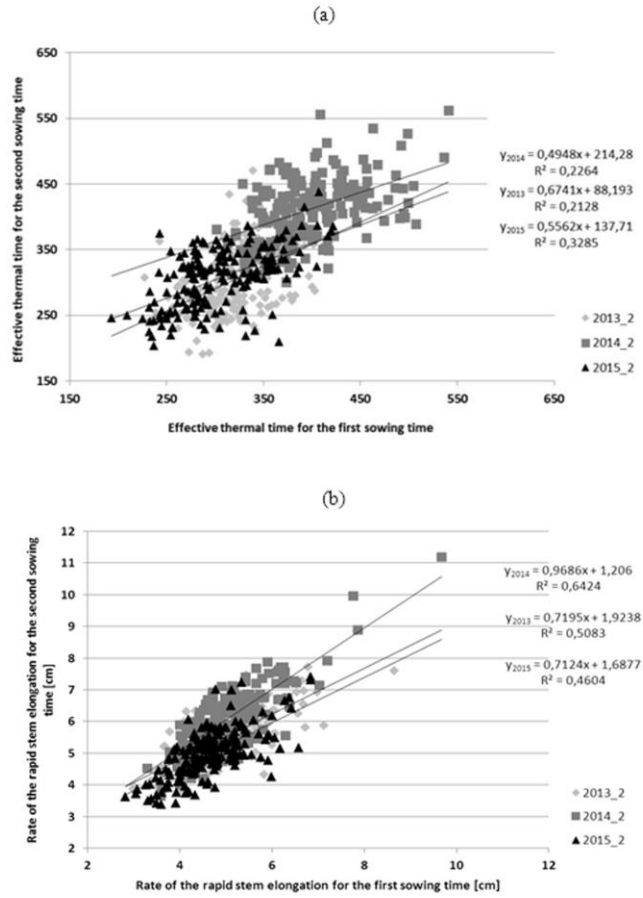 (a)
650
550
450
350
250
150
150 250 350 450 550 650
Effective thermal time for the second sowing time
Effective thermal time for the first sowing time
y2014 = 0,4948x + 214,28
R² = 0,2264
y2013 = 0,6741x + 88,193
R² = 0,2128
y2015 = 0,5562x + 137,71
R² = 0,3285
2013_2
2014_2
2015_2
(b)
12
11
10
9
8
7
6
5
4
3
2
2 4 6 8 10 12
Rate of the rapid stem elongation for the second sowing
time [cm]
Rate of the rapid stem elongation for the first sowing time [cm]
y2014 = 0,9686x + 1,206
R² = 0,6424
y2013 = 0,7195x + 1,9238
R² = 0,5083
y2015 = 0,7124x + 1,6877
R² = 0,4604
2013_2
2014_2
2015_2